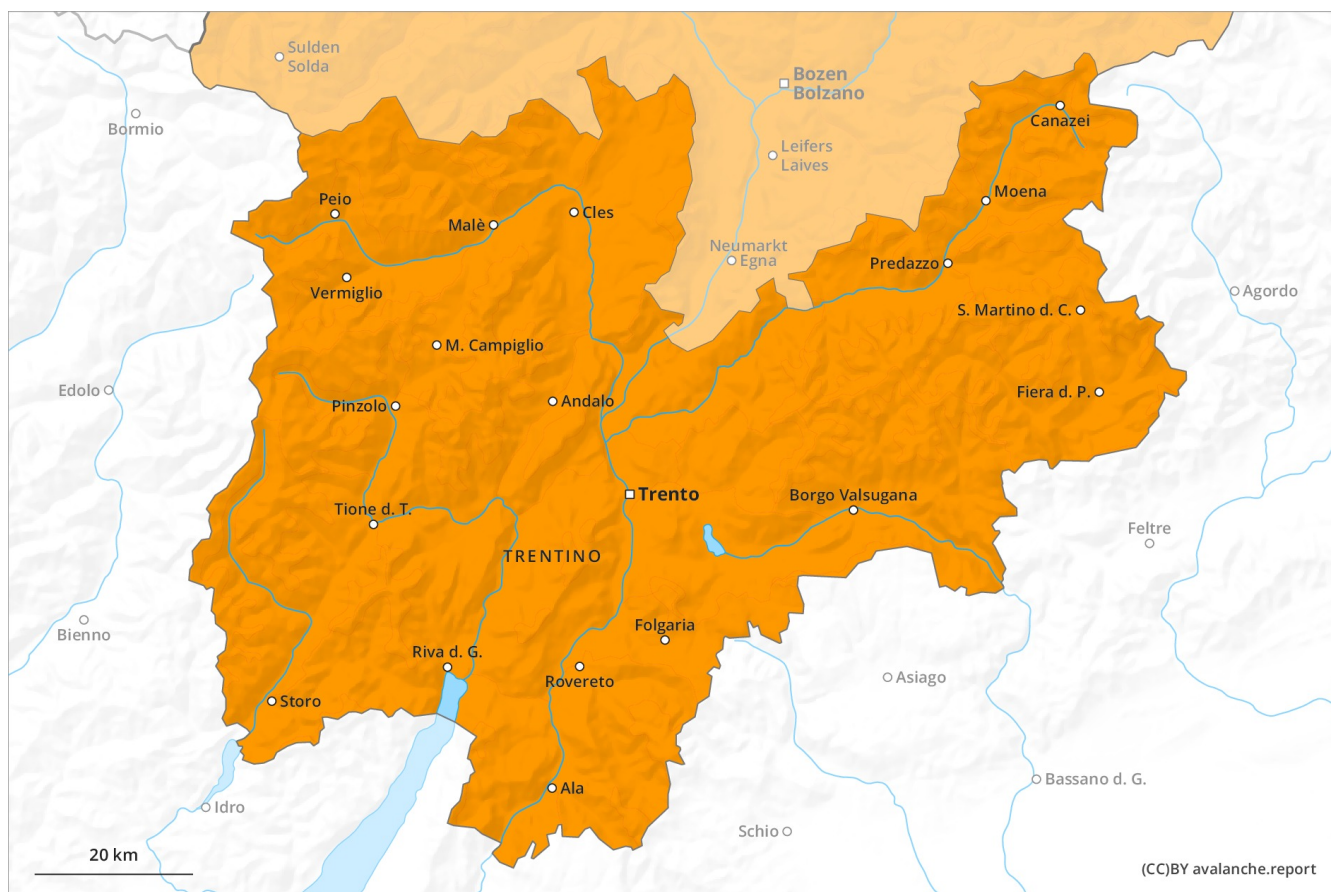 Sulden
Solda
Bozen
Bolzano
Canazei
Bormio
Leifers
Laives
Moena
Peio
Malè
Cles
Neumarkt
Egna
Predazzo
Vermiglio
Agordo
S. Martino d. C.
M. Campiglio
Edolo
Pinzolo
Andalo
Fiera d. P.
Trento
Borgo Valsugana
Tione d. T.
Feltre
TRENTINO
Bienno
Folgaria
Riva d. G.
Rovereto
Asiago
Storo
Bassano d. G.
Ala
Idro
Schio
20 km
(CC)BY avalanche.report